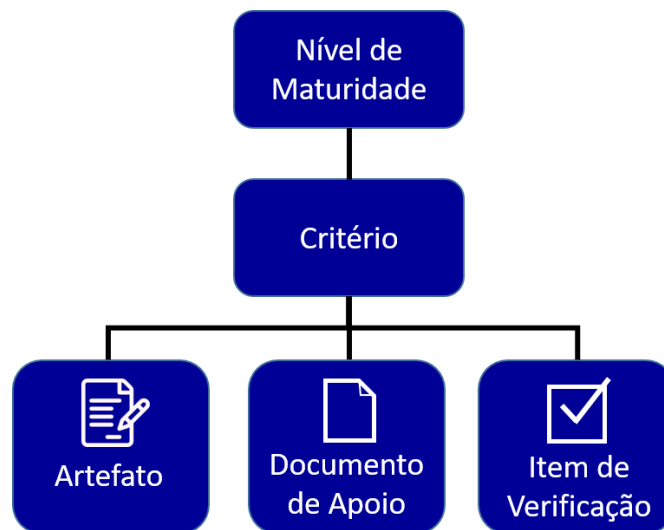 Nível de
Maturidade
Critério
Artefato
Documento
de Apoio
Item de
Verificação